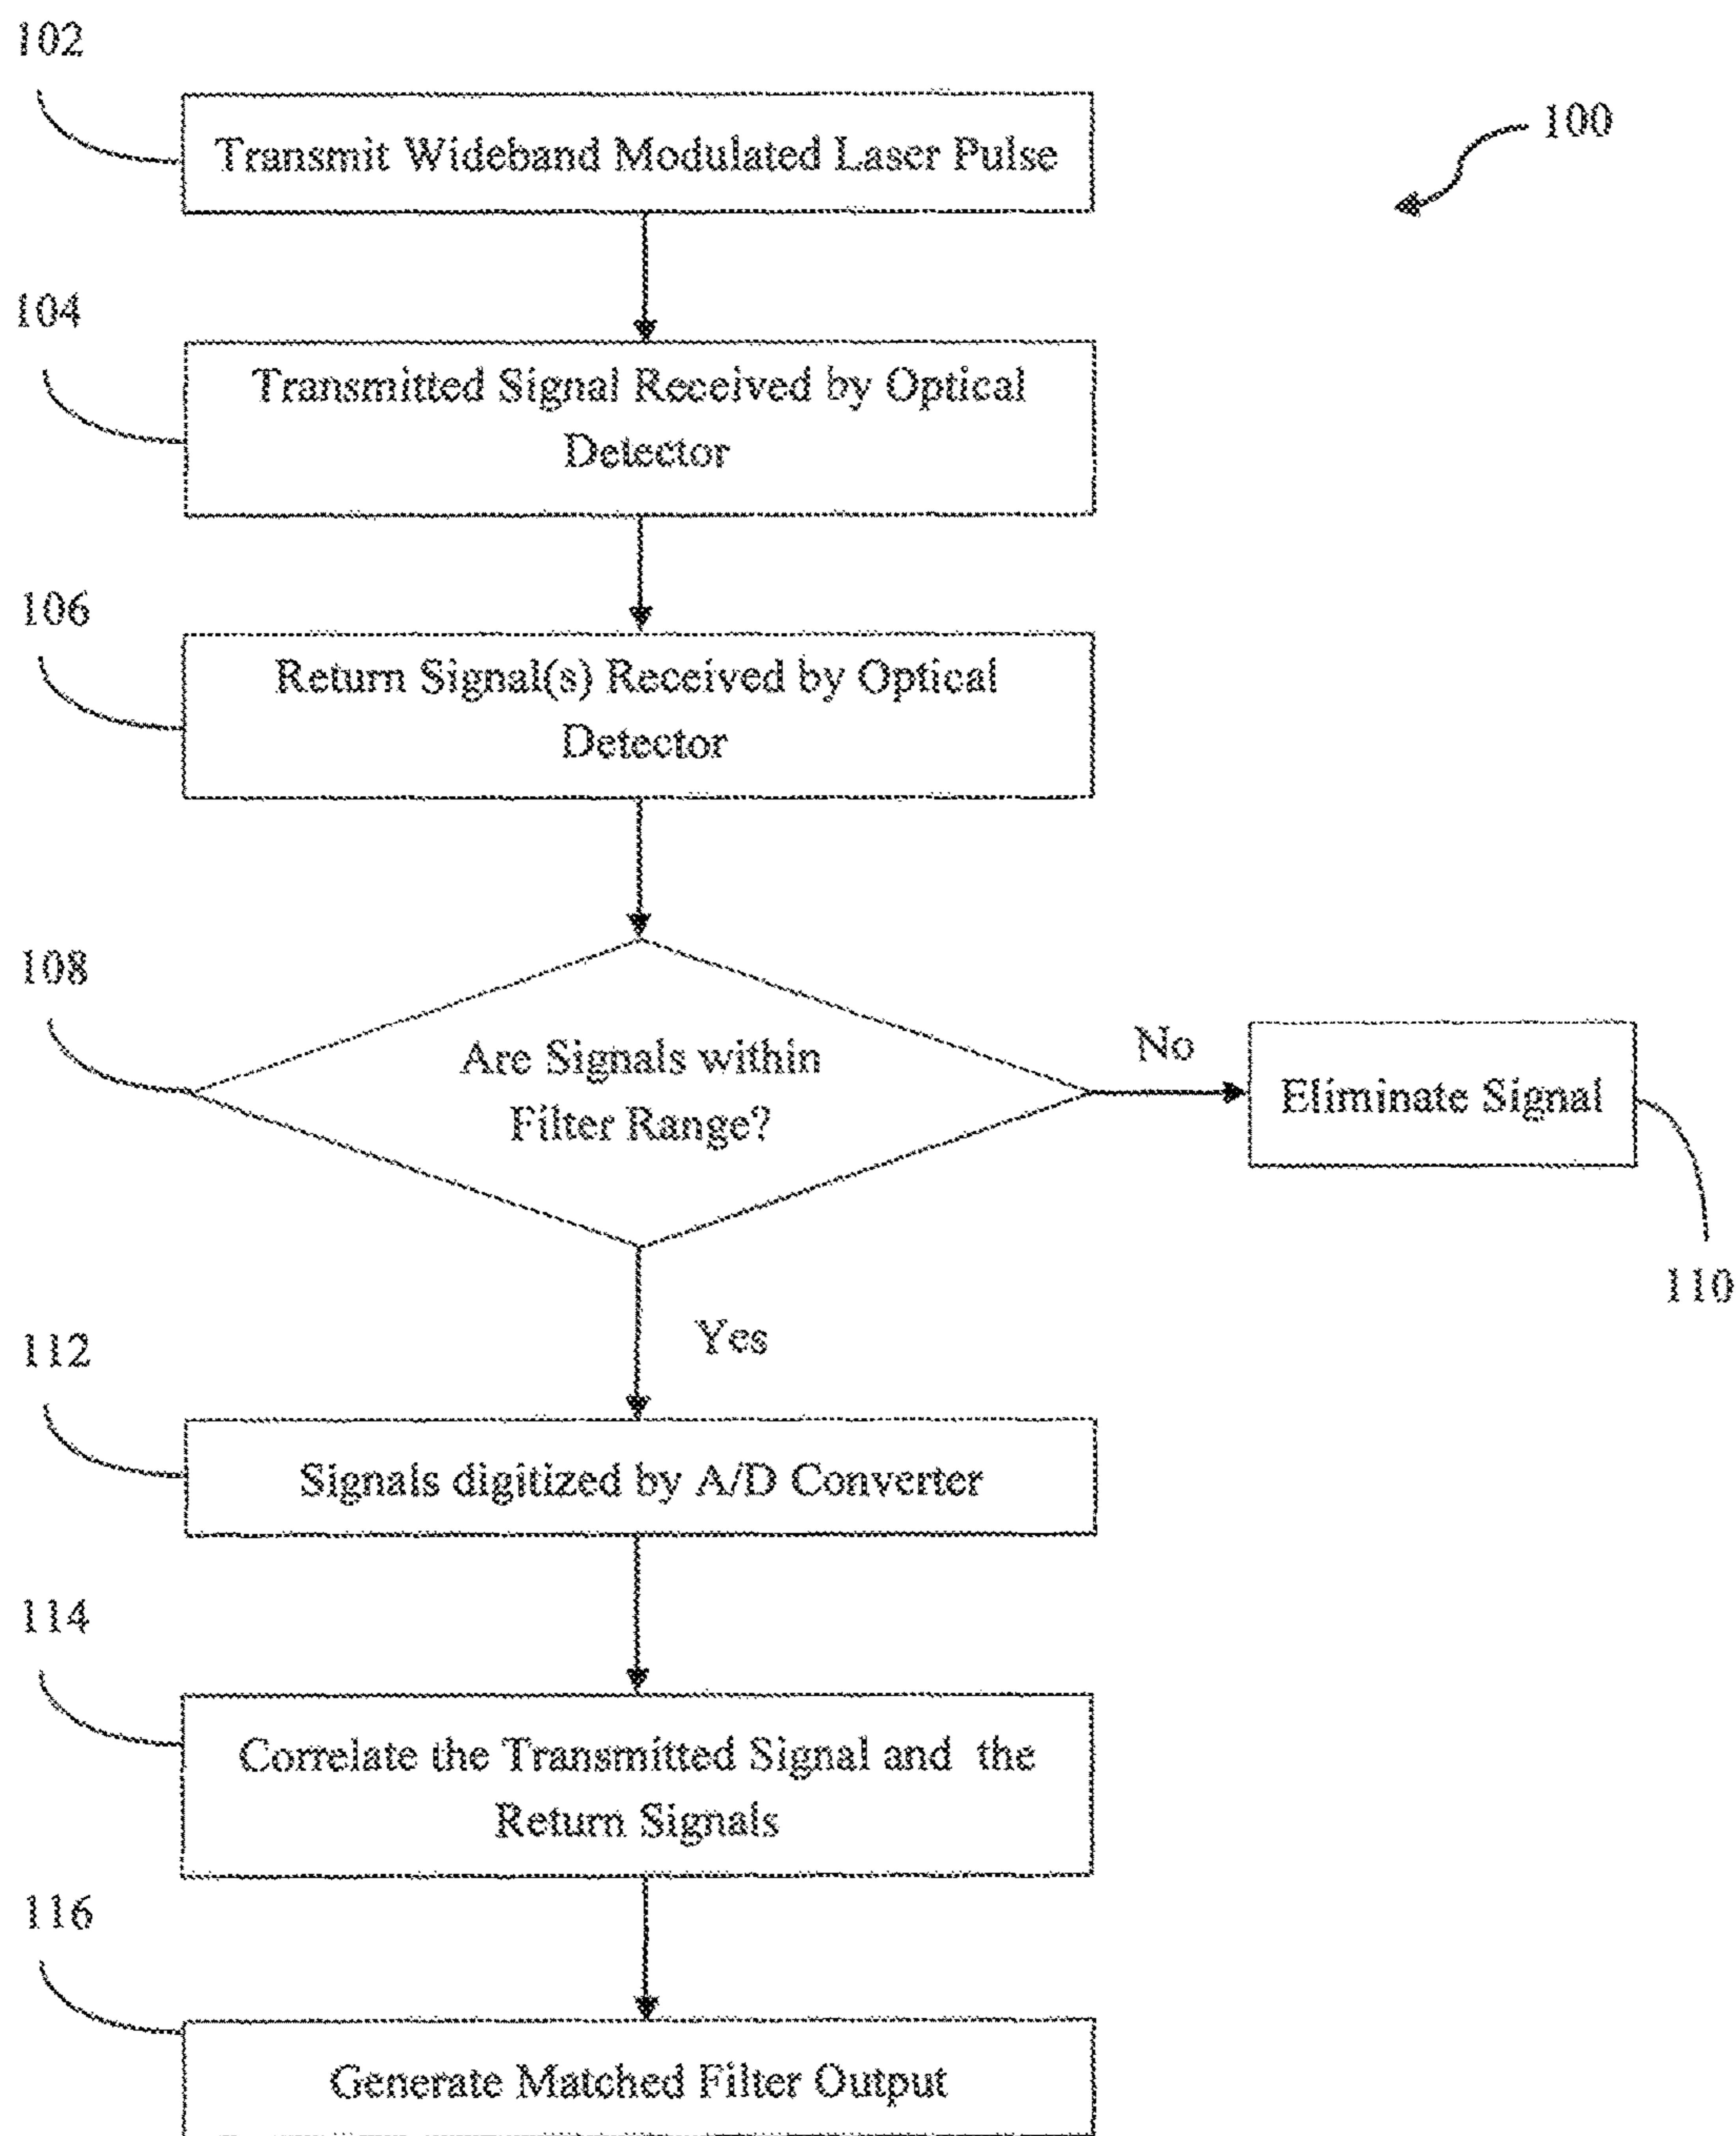 102
Transmit Wideband Modulated Laser Pulse
100
104
Transmitted Signal Received by Optical
Detector
106
Return Signal(s) Received by Optical
Detector
108
Are Signals within
Filter Range?
No
Eliminate Signal
110
Yes
112
Signals digitized by A/D Converter
114
Correlate the Transmitted Signal and the
Return Signals
116
Generate Matched Filter Output